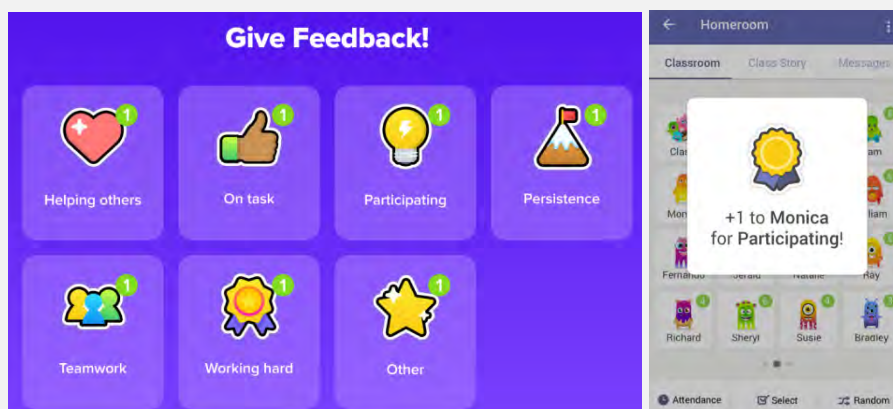 Give Feedback!
1
1
1
1
Helping others
On task
Participating
Persistence
1
1
1
Teamwork
Working hard
Other
Homeroom
Classroom
Class Story
Messages
+1 to Monica
for Participating!
Fernando
Ray
4
6
4
Richard
Sheryl
Susie
Bradley
Attendance
Select
Random